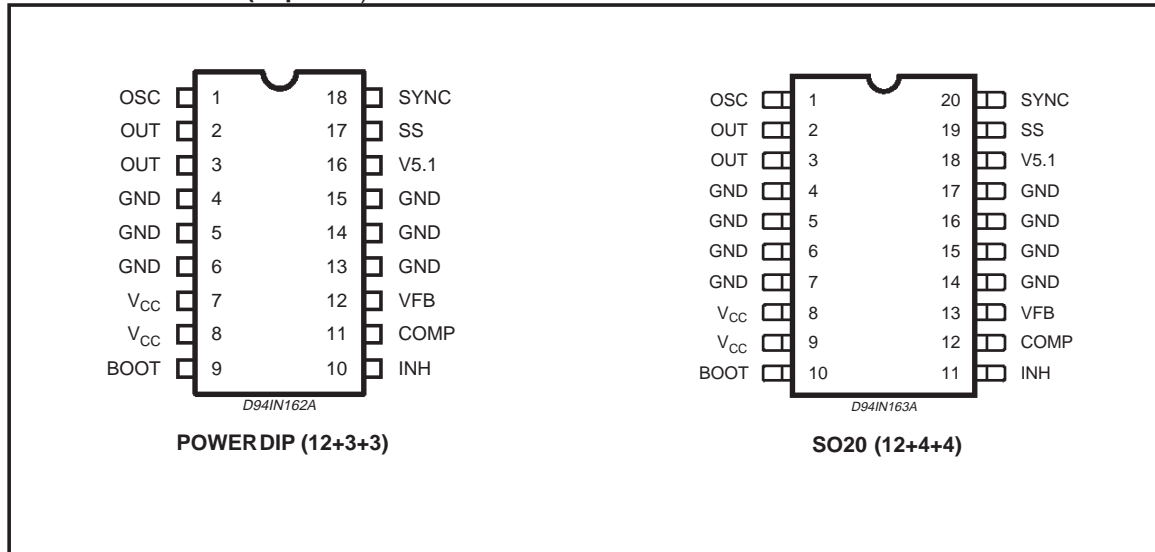 OSC 1 18 SYNC
OUT 2 17 SS
OUT 3 16 V5.1
GND 4 15 GND
GND 5 14 GND
GND 6 13 GND
VCC 7 12 VFB
VCC 8 11 COMP
BOOT 9 10 INH
D94IN162A
POWER DIP (12+3+3)
OSC 1 20 SYNC
OUT 2 19 SS
OUT 3 18 V5.1
GND 4 17 GND
GND 5 16 GND
GND 6 15 GND
GND 7 14 GND
VCC 8 13 VFB
VCC 9 12 COMP
BOOT 10 11 INH
D94IN163A
SO20 (12+4+4)